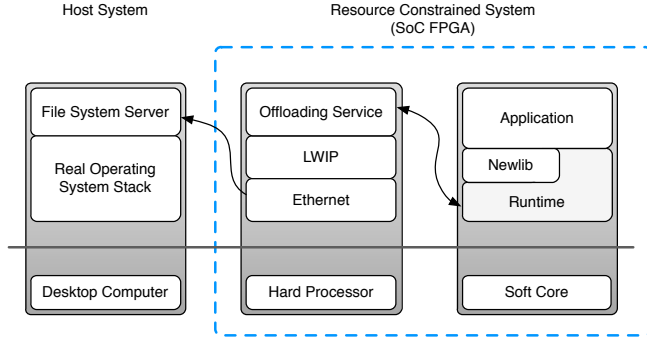 Host System
Resource Constrained System
(SoC FPGA)
File System Server
Real Operating
System Stack
Desktop Computer
Offloading Service
LWIP
Ethernet
Hard Processor
Application
Newlib
Runtime
Soft Core